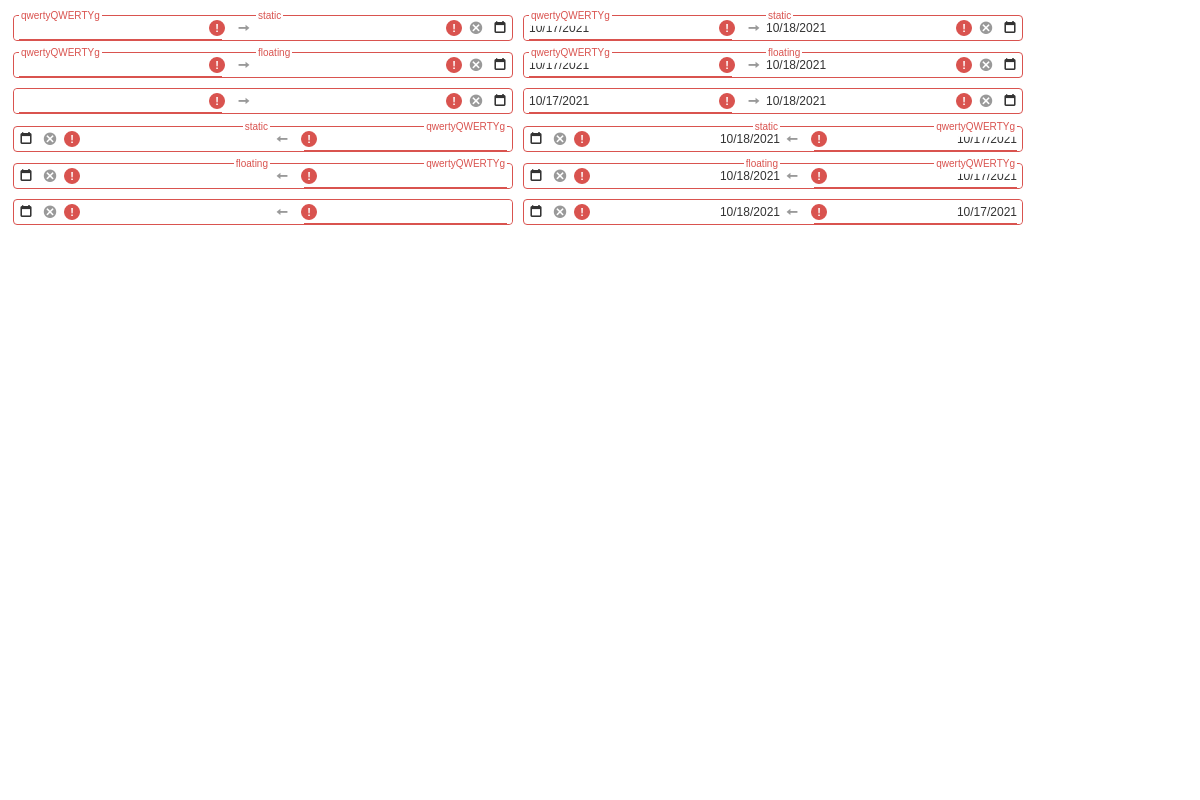 qwertyQWERTYg static qwertyQWERTYg static
10/17/2021 10/18/2021
qwertyQWERTYg floating qwertyQWERTYg floating
10/17/2021 10/18/2021
10/17/2021 10/18/2021
static qwertyQWERTYg static qwertyQWERTYg
10/18/2021 10/17/2021
floating qwertyQWERTYg floating qwertyQWERTYg
10/18/2021 10/17/2021
10/18/2021 10/17/2021